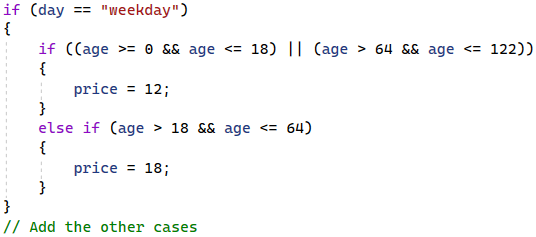 if (day == "weekday")
{
    if ((age >= 0 && age <= 18) || (age > 64 && age <= 122))
    {
        price = 12;
    }
    else if (age > 18 && age <= 64)
    {
        price = 18;
    }
}
// Add the other cases